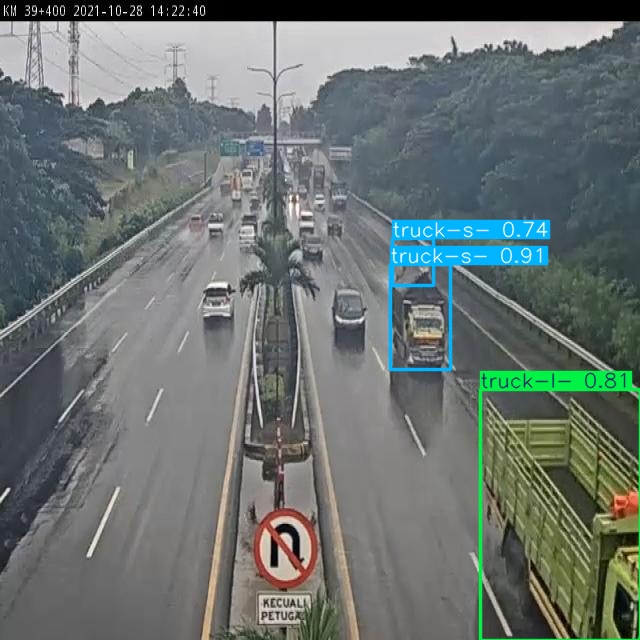 KM 39+400 2021-10-28 14:22:40
truck-s- 0.74
truck-s- 0.91
truck-l- 0.81
KECUALI
PETUGAS